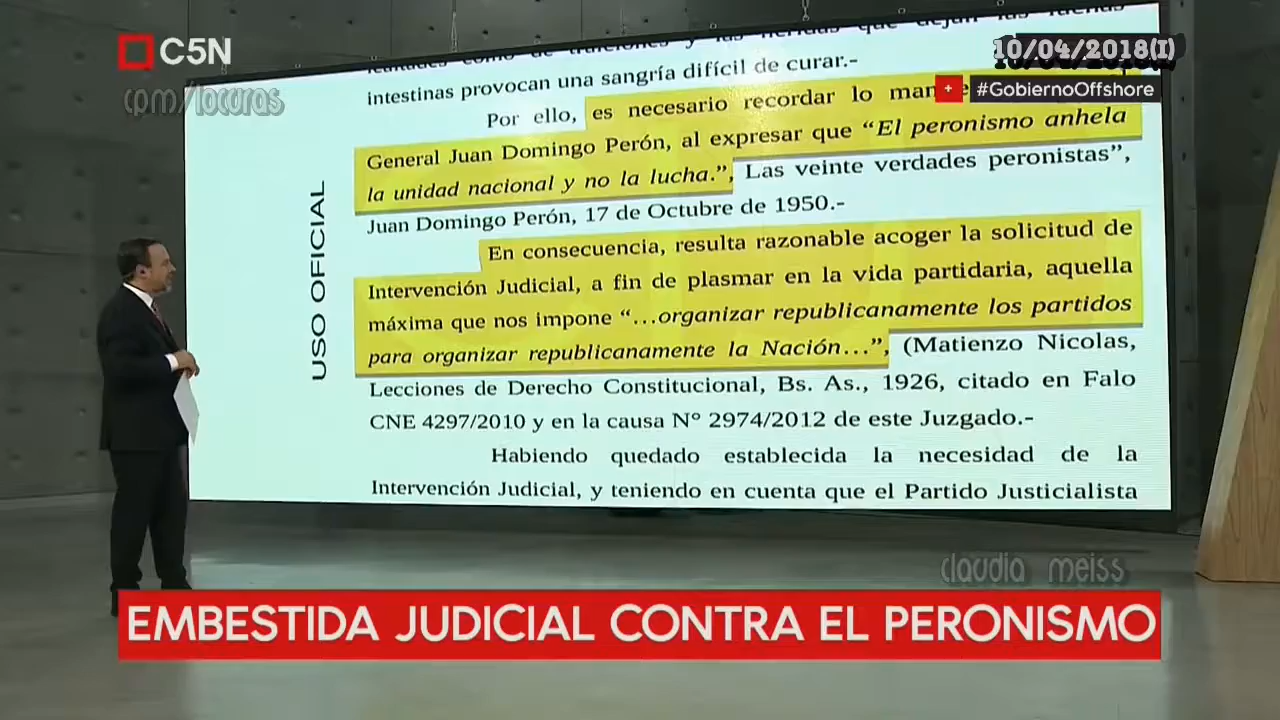 C5N
10/04/2018(I)
cpm/locuras
#GobiernoOffshore
intestinas provocan una sangría difícil de curar.-
Por ello, es necesario recordar lo
General Juan Domingo Perón, al expresar que “El peronismo anhela
la unidad nacional y no la lucha.”, Las veinte verdades peronistas”,
Juan Domingo Perón, 17 de Octubre de 1950.-
En consecuencia, resulta razonable acoger la solicitud de
Intervención Judicial, a fin de plasmar en la vida partidaria, aquella
máxima que nos impone “...organizar republicanamente los partidos
para organizar republicanamente la Nación...”, (Matienzo Nicolas,
Lecciones de Derecho Constitucional, Bs. As., 1926, citado en Falo
CNE 4297/2010 y en la causa N° 2974/2012 de este Juzgado.-
Habiendo quedado establecida la necesidad de la
Intervención Judicial, y teniendo en cuenta que el Partido Justicialista
USO OFICIAL
claudia meiss
EMBESTIDA JUDICIAL CONTRA EL PERONISMO